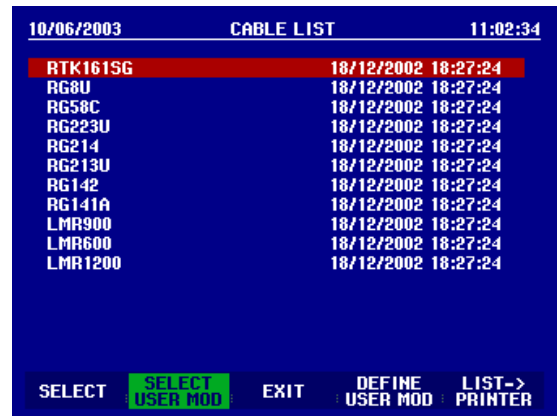 10/06/2003 CABLE LIST 11:02:34
RTK161SG 18/12/2002 18:27:24
RG8U 18/12/2002 18:27:24
RG58C 18/12/2002 18:27:24
RG223U 18/12/2002 18:27:24
RG214 18/12/2002 18:27:24
RG213U 18/12/2002 18:27:24
RG142 18/12/2002 18:27:24
RG141A 18/12/2002 18:27:24
LMR900 18/12/2002 18:27:24
LMR600 18/12/2002 18:27:24
LMR1200 18/12/2002 18:27:24
SELECT
SELECT
USER MOD
EXIT
DEFINE
USER MOD
LIST->
PRINTER